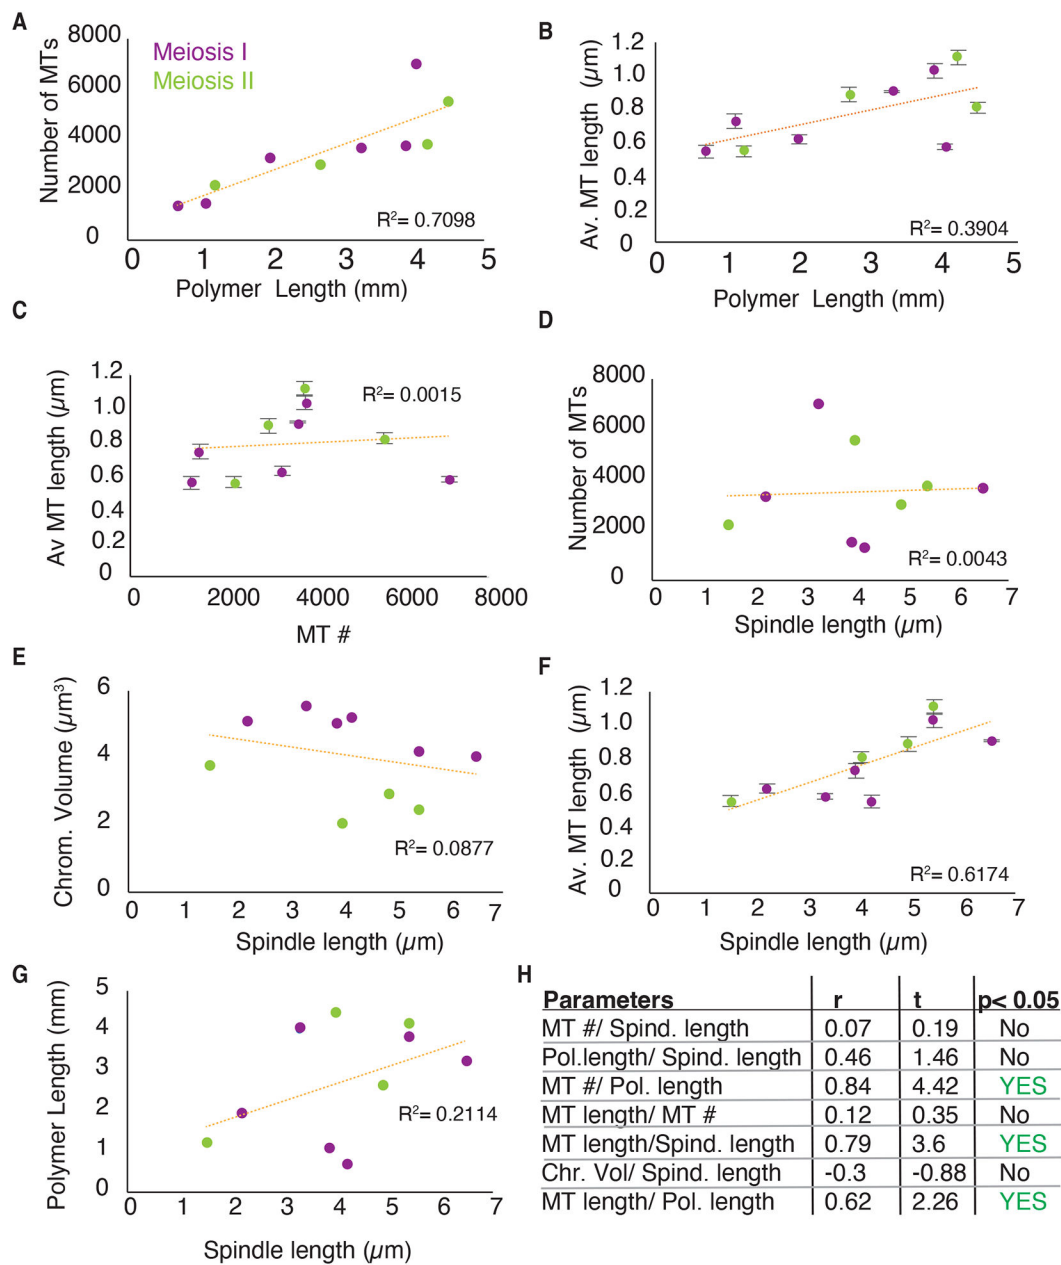 A
Number of MTs
8000
6000
4000
2000
0
Meiosis I
Meiosis II
R²= 0.7098
0 1 2 3 4 5
Polymer Length (mm)
B
Av. MT length (µm)
1.2
1.0
0.8
0.6
0.4
0.2
0
R²= 0.3904
0 1 2 3 4 5
Polymer Length (mm)
C
Av MT length (µm)
1.2
1.0
0.8
0.6
0.4
0.2
0
R²= 0.0015
0 2000 4000 6000 8000
MT #
D
Number of MTs
8000
6000
4000
2000
0
R²= 0.0043
0 1 2 3 4 5 6 7
Spindle length (µm)
E
Chrom. Volume (µm³)
6
4
2
0
R²= 0.0877
0 1 2 3 4 5 6 7
Spindle length (µm)
F
Av. MT length (µm)
1.2
1.0
0.8
0.6
0.4
0.2
0
R²= 0.6174
0 1 2 3 4 5 6 7
Spindle length (µm)
G
Polymer Length (mm)
5
4
3
2
1
0
R²= 0.2114
0 1 2 3 4 5 6 7
Spindle length (µm)
H
Parameters r t p< 0.05
MT #/ Spind. length 0.07 0.19 No
Pol.length/ Spind. length 0.46 1.46 No
MT #/ Pol. length 0.84 4.42 YES
MT length/ MT # 0.12 0.35 No
MT length/Spind. length 0.79 3.6 YES
Chr. Vol/ Spind. length -0.3 -0.88 No
MT length/ Pol. length 0.62 2.26 YES